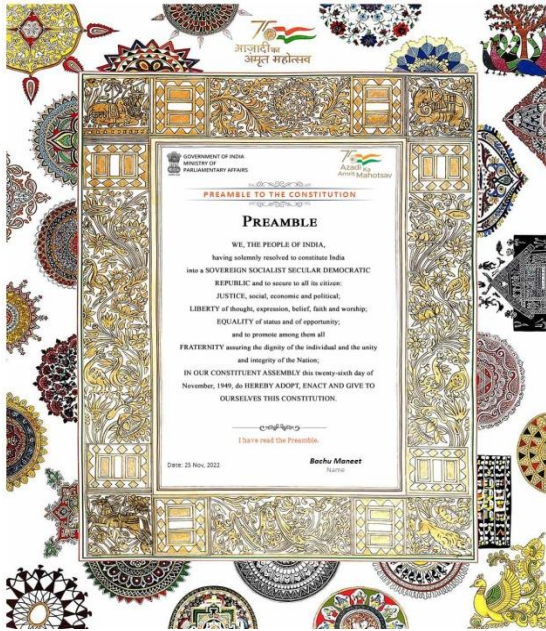 75
आज़ादी का
अमृत महोत्सव
GOVERNMENT OF INDIA
MINISTRY OF
PARLIAMENTARY AFFAIRS
75
Azadi Ka
Amrit Mahotsav
PREAMBLE TO THE CONSTITUTION
PREAMBLE
WE, THE PEOPLE OF INDIA,
having solemnly resolved to constitute India
into a SOVEREIGN SOCIALIST SECULAR DEMOCRATIC
REPUBLIC and to secure to all its citizen:
JUSTICE, social, economic and political;
LIBERTY of thought, expression, belief, faith and worship;
EQUALITY of status and of opportunity;
and to promote among them all
FRATERNITY assuring the dignity of the individual and the unity
and integrity of the Nation;
IN OUR CONSTITUENT ASSEMBLY this twenty-sixth day of
November, 1949, do HEREBY ADOPT, ENACT AND GIVE TO
OURSELVES THIS CONSTITUTION.
I have read the Preamble.
Date: 25 Nov, 2022
Bachu Maneet
Name